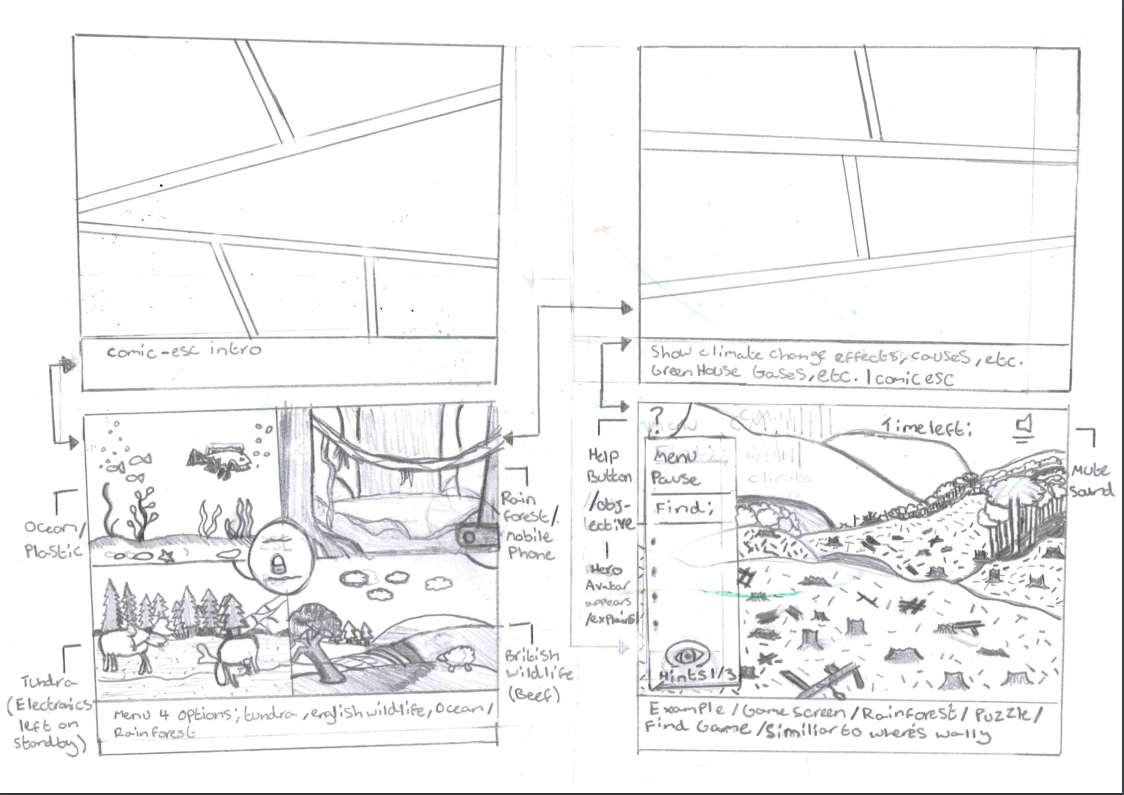 comic-esc intro
Show climate change effects, causes, etc.
GreenHouse Gases, etc. / comic esc
Ocean/
Plastic
Rain
forest/
mobile
Phone
Tundra
(Electronics
left on
standby)
British
wildlife
(Beef)
Menu 4 options; tundra, english wildlife, Ocean/
Rainforest
?
Menu
Pause
Find;
Hints 1/3
Time left:
climate
Help
Button
/obj-
ective
Hero
Avatar
appears
/explains
Mute
Sound
Example / Game Screen / Rainforest / Puzzle /
Find Game / Similiar to where's wally